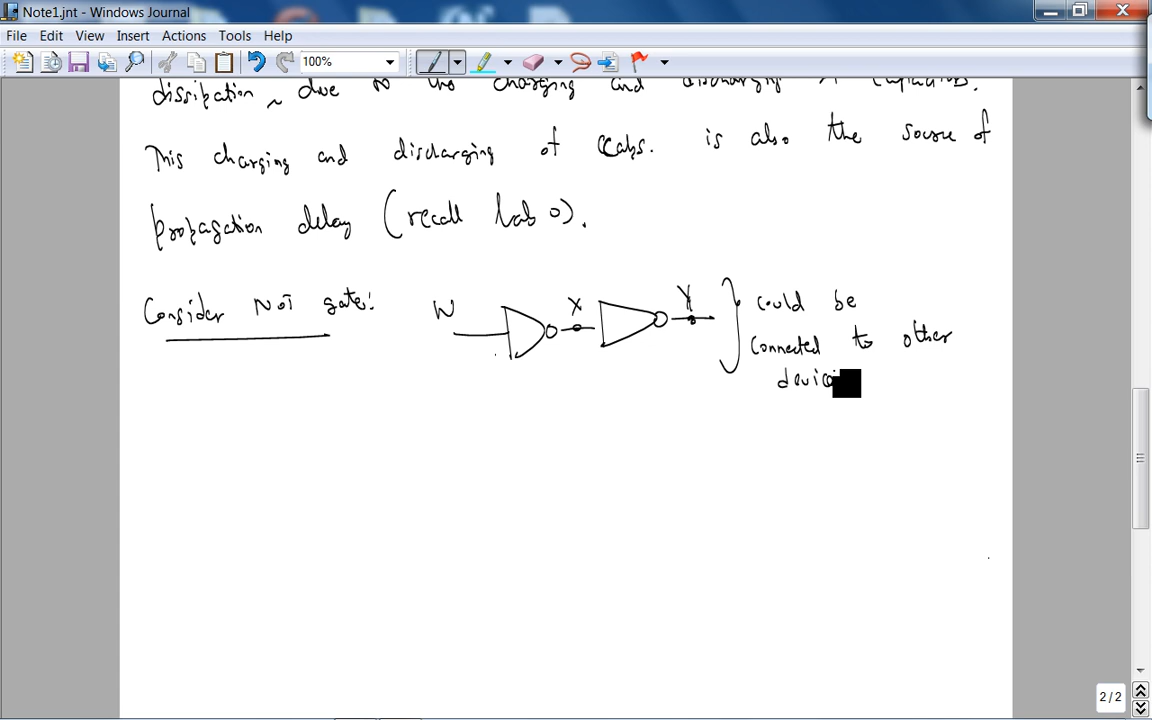 Note1.jnt - Windows Journal
File Edit View Insert Actions Tools Help
100%
dissipation ~ due to the charging and discharging of capacitors.
This charging and discharging of Ccabs. is also the source of
propagation delay (recall lab 0).
Consider NOT gate: W X Y could be
connected to other
devic
2 / 2